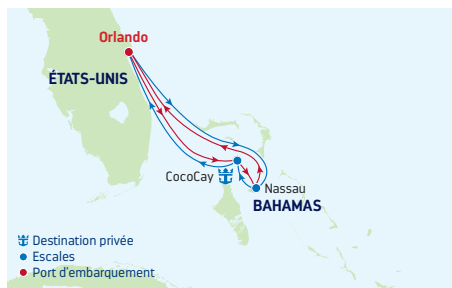 Orlando
ÉTATS-UNIS
CocoCay
Nassau
BAHAMAS
Destination privée
Escales
Port d'embarquement